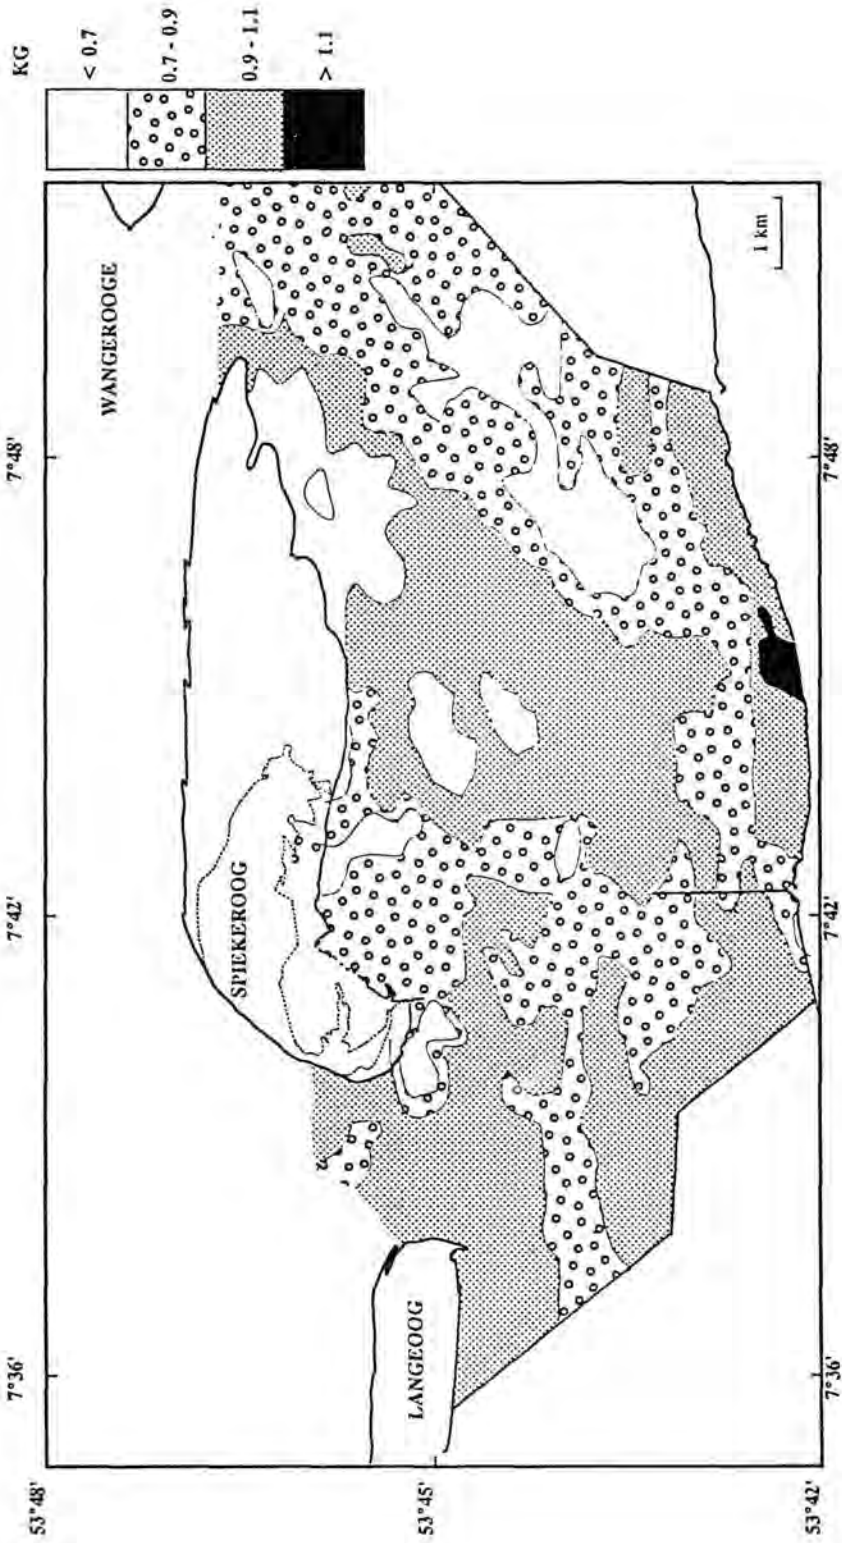 KG
< 0.7
0.7 - 0.9
0.9 - 1.1
> 1.1
7°36'
7°42'
7°48'
WANGEROOGE
SPIEKEROOG
LANGEOOG
1 km
53°48'
53°45'
53°42'
7°36'
7°42'
7°48'